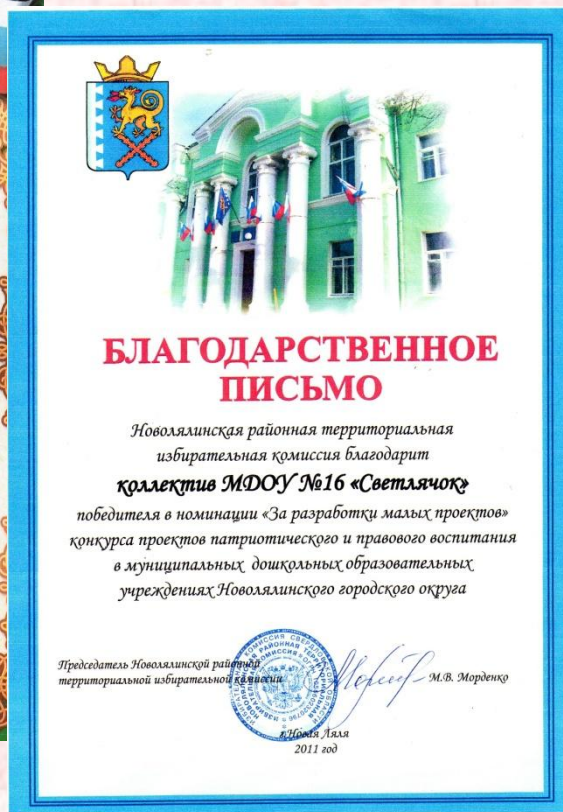 БЛАГОДАРСТВЕННОЕ
ПИСЬМО
Новолялинская районная территориальная
избирательная комиссия благодарит
коллектив МДОУ №16 «Светлячок»
победителя в номинации «За разработки малых проектов»
конкурса проектов патриотического и правового воспитания
в муниципальных дошкольных образовательных
учреждениях Новолялинского городского округа
Председатель Новолялинской районной
территориальной избирательной комиссии
М.В. Морденко
г.Новая Ляля
2011 год